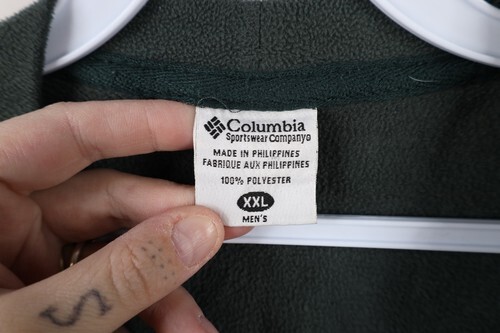 Columbia
Sportswear Company®
MADE IN PHILIPPINES
FABRIQUE AUX PHILIPPINES
100% POLYESTER
XXL
MEN'S
S